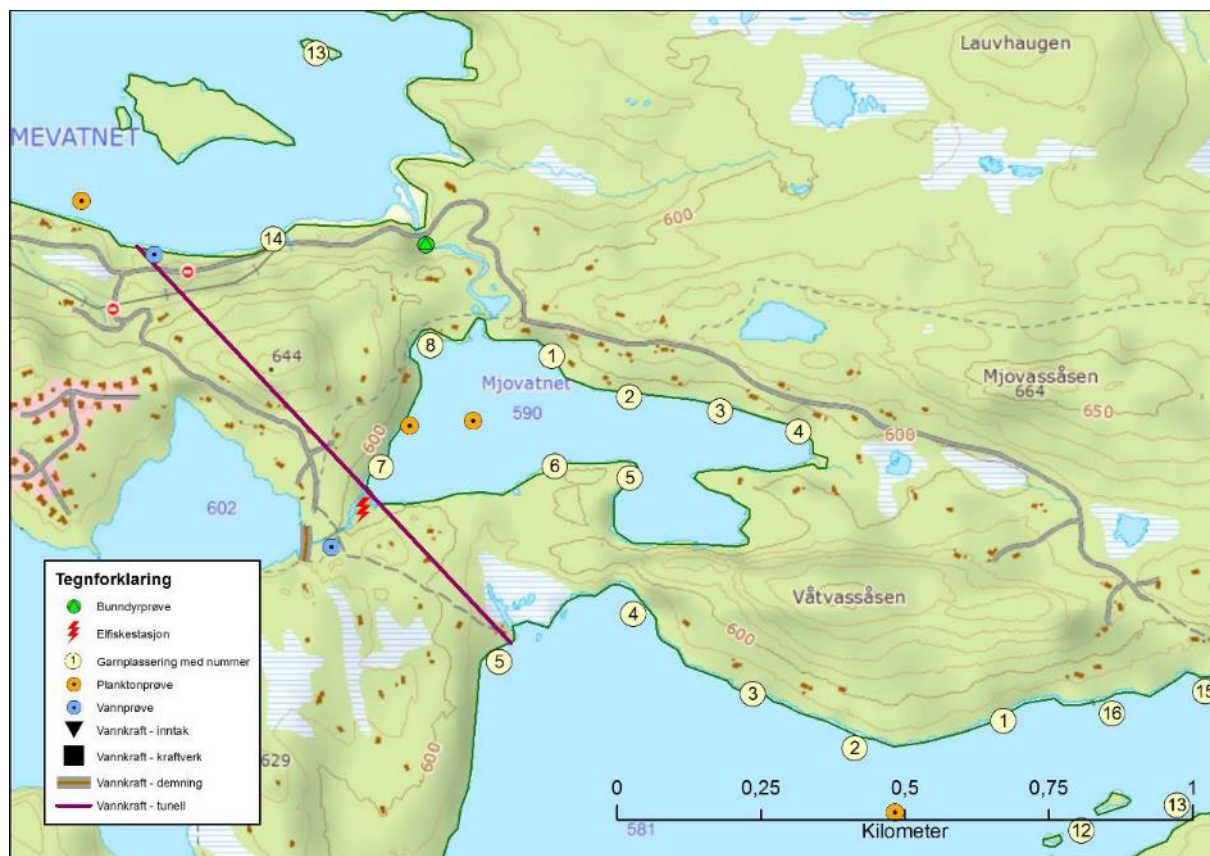 13
Lauvhaugen
MEVATNET
600
14
644
8
1
Mjovatnet
590
2
3
4
Mjovassåsen
664
650
600
600
7
6
5
602
Våtvassåsen
4
600
5
3
2
1
16
15
629
600
Tegnforklaring
Bunndyrprøve
Elfiskestasjon
1 Garnplassering med nummer
Planktonprøve
Vannprøve
Vannkraft - inntak
Vannkraft - kraftverk
Vannkraft - demning
Vannkraft - tunell
0 0,25 0,5 0,75 1
Kilometer
581
12
13